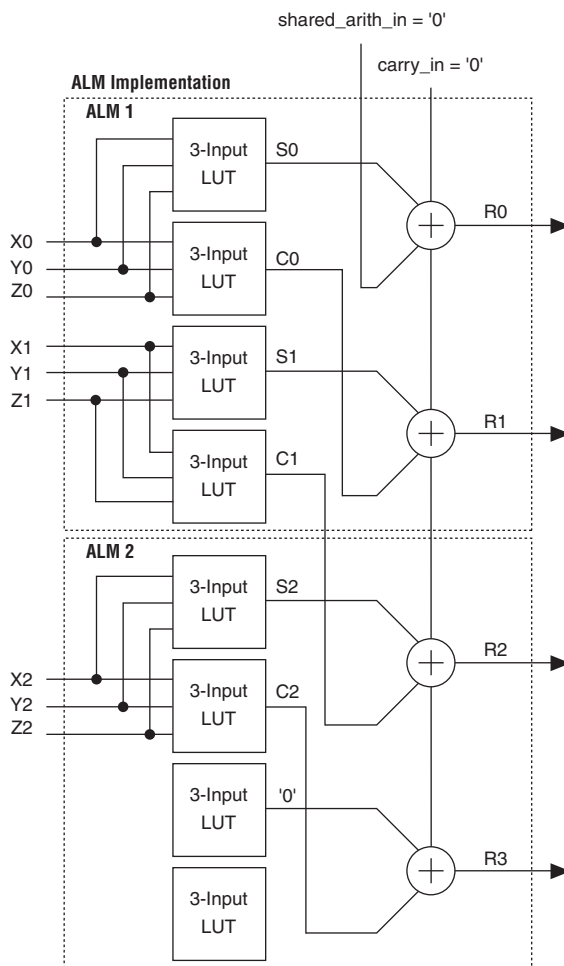 shared_arith_in = '0'
carry_in = '0'
ALM Implementation
ALM 1
3-Input
LUT
S0
X0
Y0
Z0
3-Input
LUT
C0
R0
X1
Y1
Z1
3-Input
LUT
S1
3-Input
LUT
C1
R1
ALM 2
3-Input
LUT
S2
X2
Y2
Z2
3-Input
LUT
C2
R2
3-Input
LUT
'0'
3-Input
LUT
R3